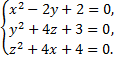 x² − 2y + 2 = 0,
y² + 4z + 3 = 0,
z² + 4x + 4 = 0.